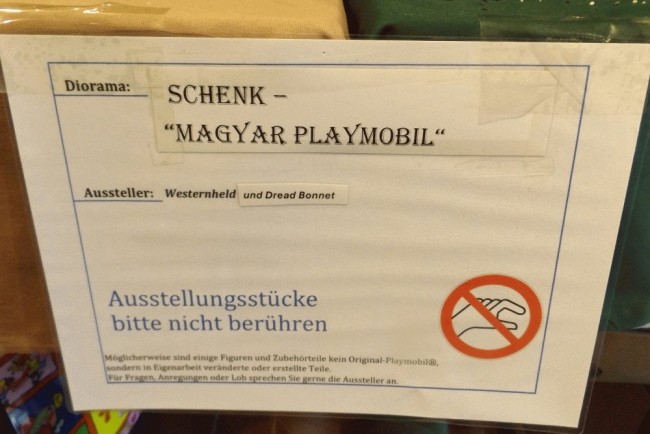 Diorama: SCHENK –
“MAGYAR PLAYMOBIL“
Aussteller: Westernheld und Dread Bonnet
Ausstellungsstücke
bitte nicht berühren
Möglicherweise sind einige Figuren und Zubehörteile kein Original-Playmobil®,
sondern in Eigenarbeit veränderte oder erstellte Teile.
Für Fragen, Anregungen oder Lob sprechen Sie gerne die Aussteller an.